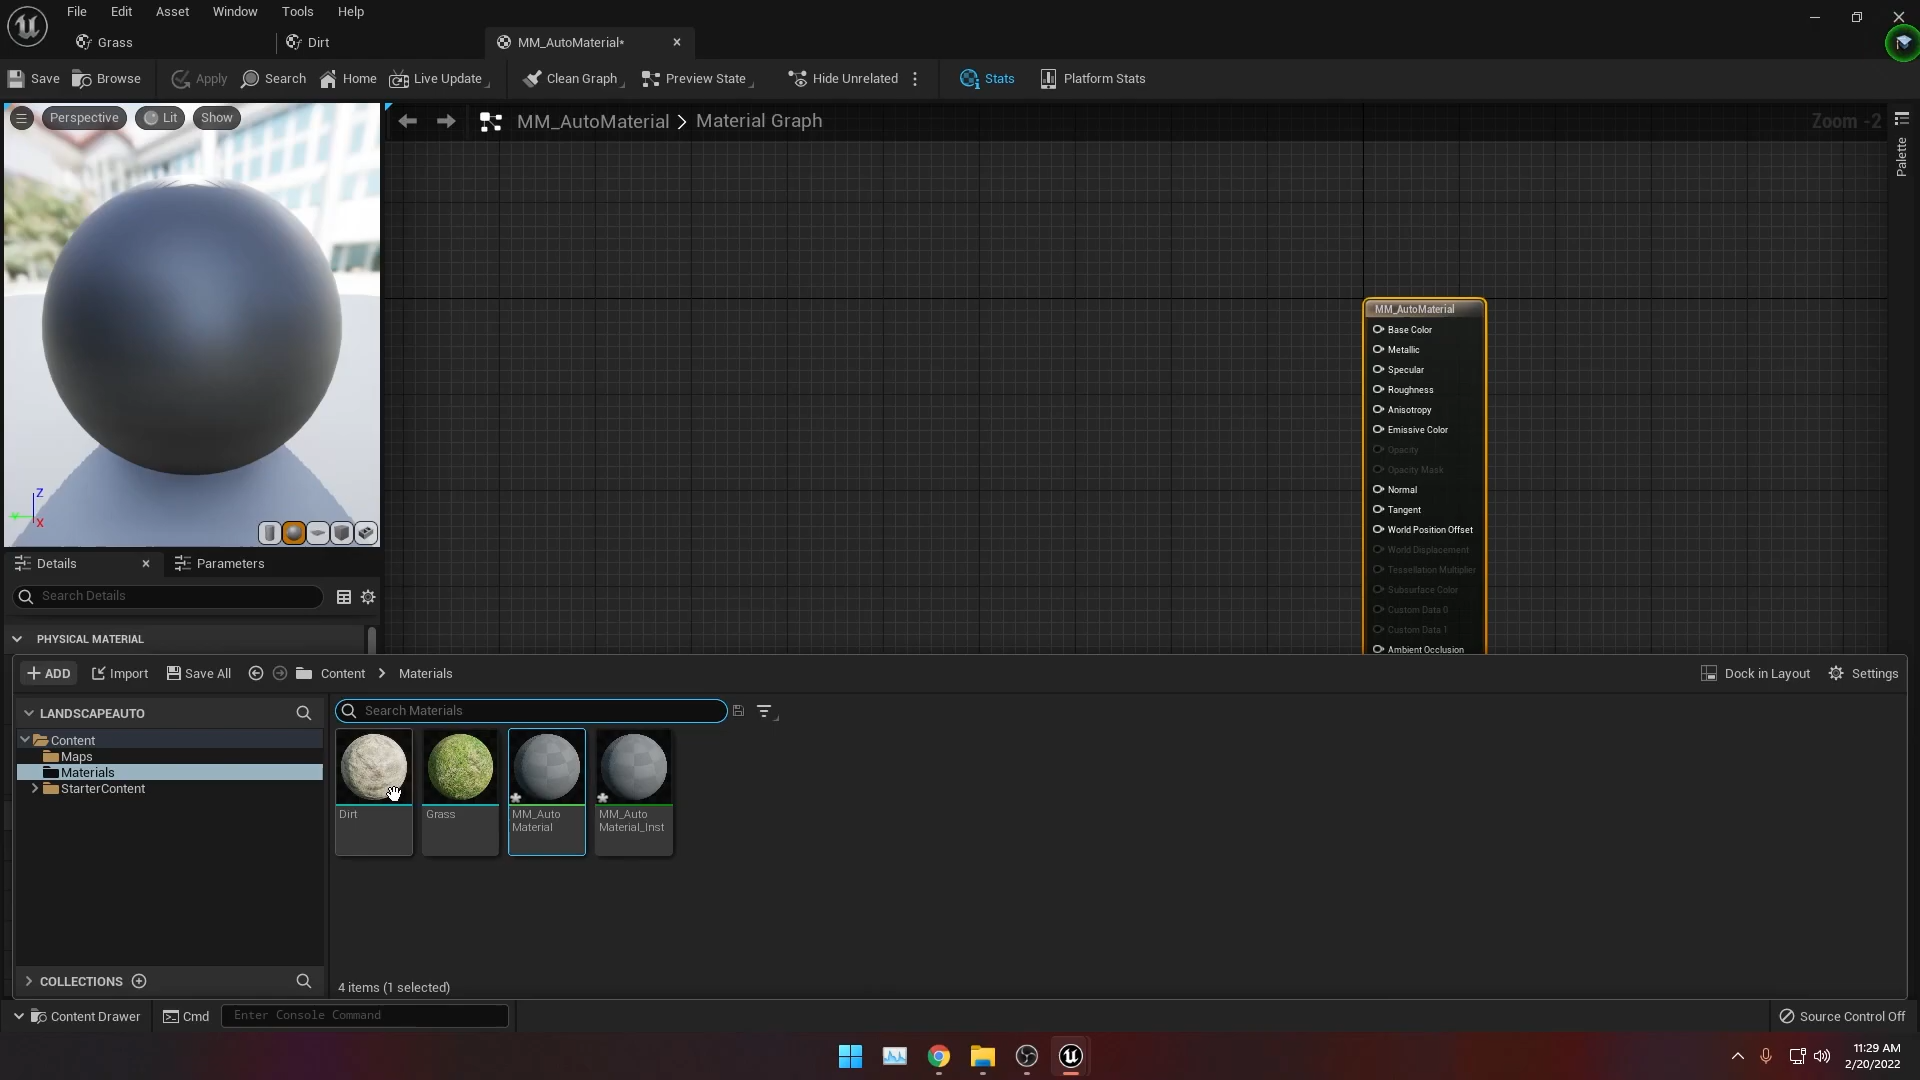 File Edit Asset Window Tools Help
Grass Dirt MM_AutoMaterial*
Save Browse Apply Search Home Live Update Clean Graph Preview State Hide Unrelated Stats Platform Stats
Perspective Lit Show
MM_AutoMaterial > Material Graph
Zoom -2
Palette
MM_AutoMaterial
Base Color
Metallic
Specular
Roughness
Anisotropy
Emissive Color
Opacity
Opacity Mask
Normal
Tangent
World Position Offset
World Displacement
Tessellation Multiplier
Subsurface Color
Custom Data 0
Custom Data 1
Ambient Occlusion
Z
X
Details Parameters
Search Details
PHYSICAL MATERIAL
+ ADD Import Save All Content > Materials Dock in Layout Settings
LANDSCAPEAUTO
Search Materials
Content
Maps
Materials
StarterContent
Dirt
Grass
MM_Auto
Material
MM_Auto
Material_Inst
COLLECTIONS
4 items (1 selected)
Content Drawer Cmd Enter Console Command Source Control Off
11:29 AM
2/20/2022